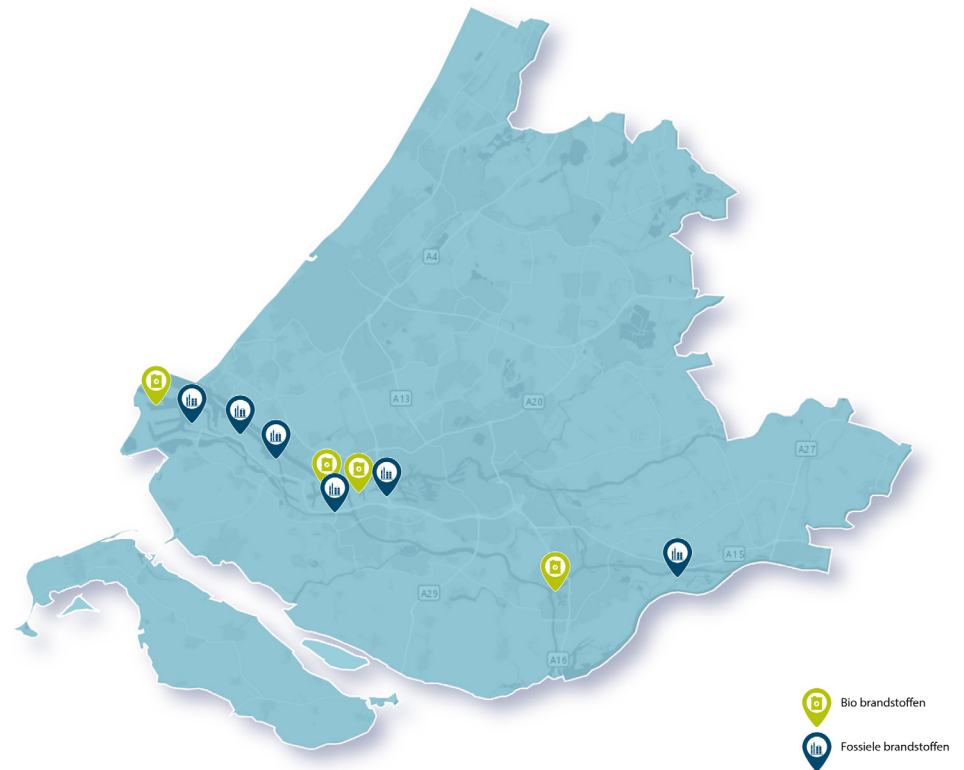 A4
A13
A20
A27
A15
A29
A16
Bio brandstoffen
Fossiele brandstoffen